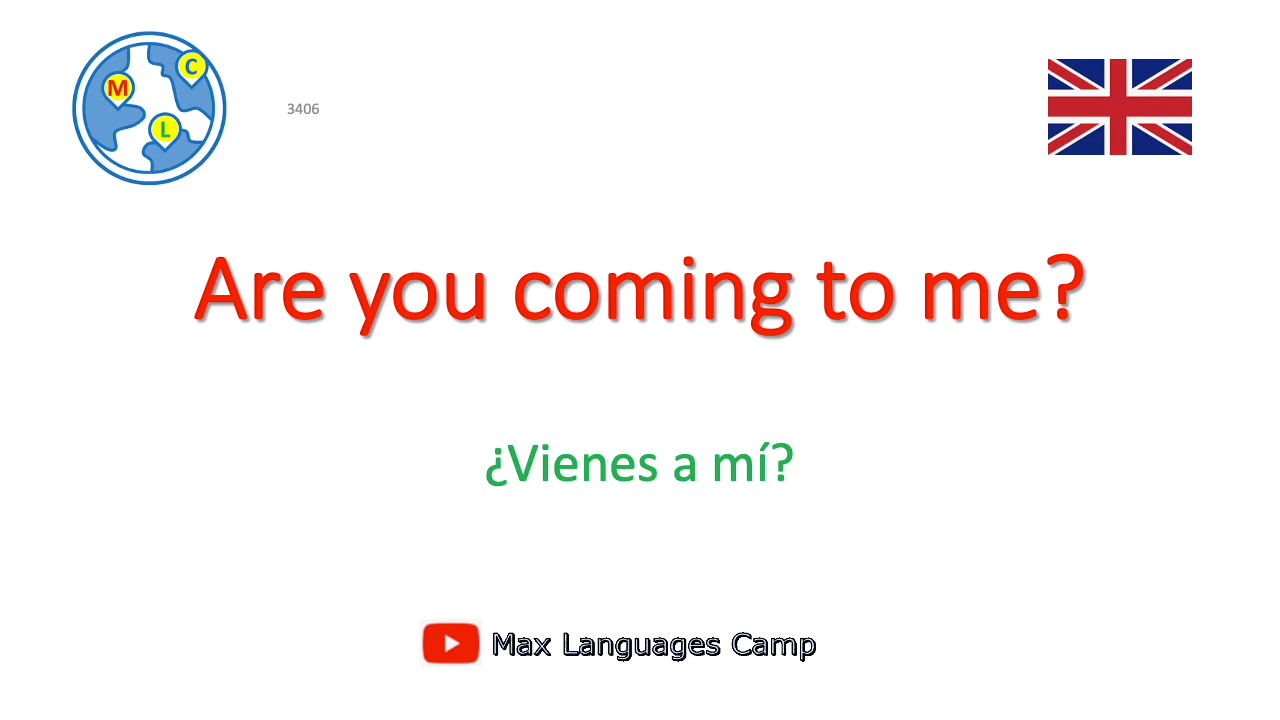 M
C
L
3406
Are you coming to me?
¿Vienes a mí?
Max Languages Camp